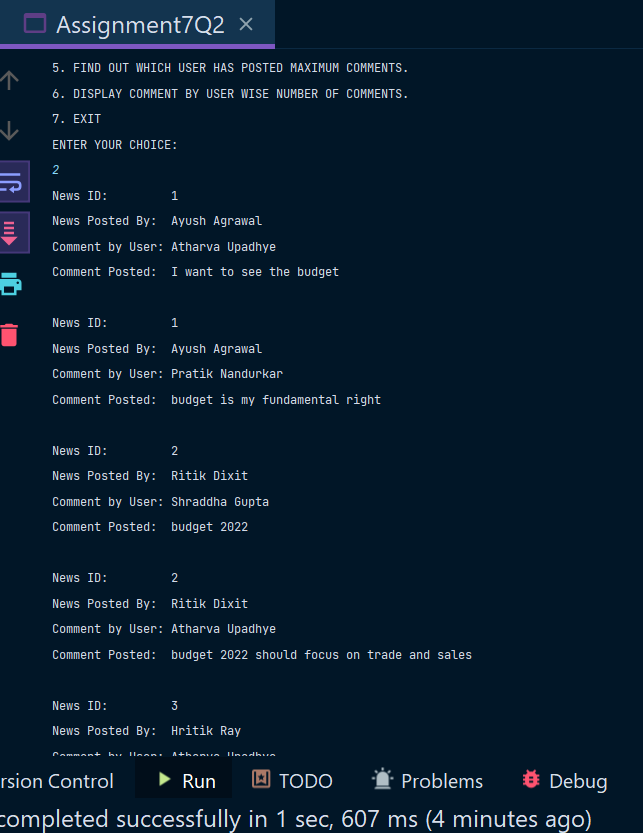 Assignment7Q2
5. FIND OUT WHICH USER HAS POSTED MAXIMUM COMMENTS.
6. DISPLAY COMMENT BY USER WISE NUMBER OF COMMENTS.
7. EXIT
ENTER YOUR CHOICE:
2
News ID: 1
News Posted By: Ayush Agrawal
Comment by User: Atharva Upadhye
Comment Posted: I want to see the budget
News ID: 1
News Posted By: Ayush Agrawal
Comment by User: Pratik Nandurkar
Comment Posted: budget is my fundamental right
News ID: 2
News Posted By: Ritik Dixit
Comment by User: Shraddha Gupta
Comment Posted: budget 2022
News ID: 2
News Posted By: Ritik Dixit
Comment by User: Atharva Upadhye
Comment Posted: budget 2022 should focus on trade and sales
News ID: 3
News Posted By: Hritik Ray
Comment by User: Atharva Upadhye
rsion Control Run TODO Problems Debug
completed successfully in 1 sec, 607 ms (4 minutes ago)